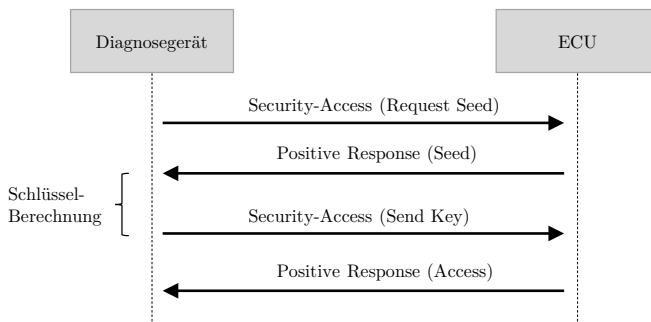 Diagnosegerät
ECU
Security-Access (Request Seed)
Positive Response (Seed)
Schlüssel-
Berechnung
Security-Access (Send Key)
Positive Response (Access)